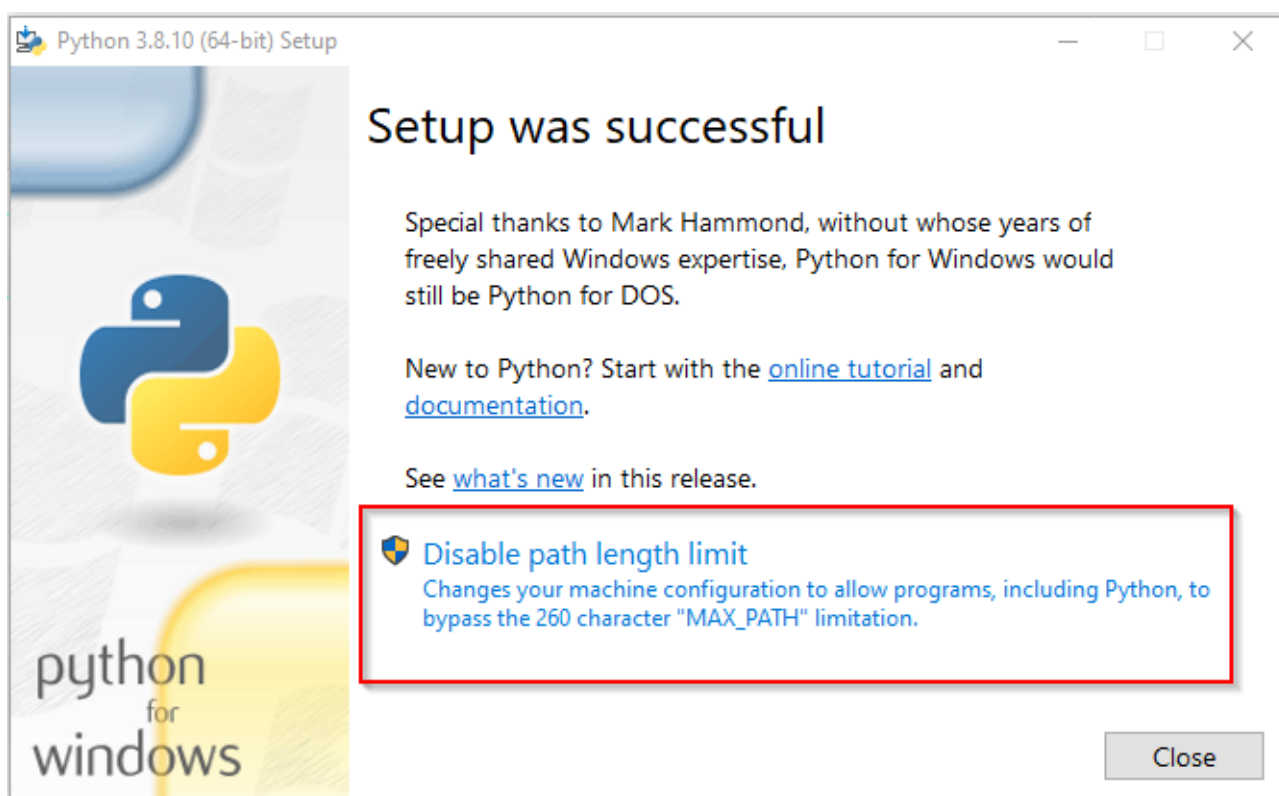 Python 3.8.10 (64-bit) Setup
Setup was successful
Special thanks to Mark Hammond, without whose years of
freely shared Windows expertise, Python for Windows would
still be Python for DOS.
New to Python? Start with the online tutorial and
documentation.
See what's new in this release.
Disable path length limit
Changes your machine configuration to allow programs, including Python, to
bypass the 260 character "MAX_PATH" limitation.
python
for
windows
Close